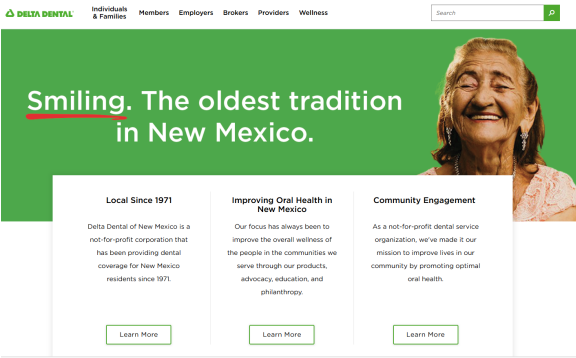 DELTA DENTAL
Individuals
& Families
Members
Employers
Brokers
Providers
Wellness
Search
Smiling. The oldest tradition
in New Mexico.
Local Since 1971
Delta Dental of New Mexico is a
not-for-profit corporation that
has been providing dental
coverage for New Mexico
residents since 1971.
Learn More
Improving Oral Health in
New Mexico
Our focus has always been to
improve the overall wellness of
the people in the communities we
serve through our products,
advocacy, education, and
philanthropy.
Learn More
Community Engagement
As a not-for-profit dental service
organization, we've made it our
mission to improve lives in our
community by promoting optimal
oral health.
Learn More